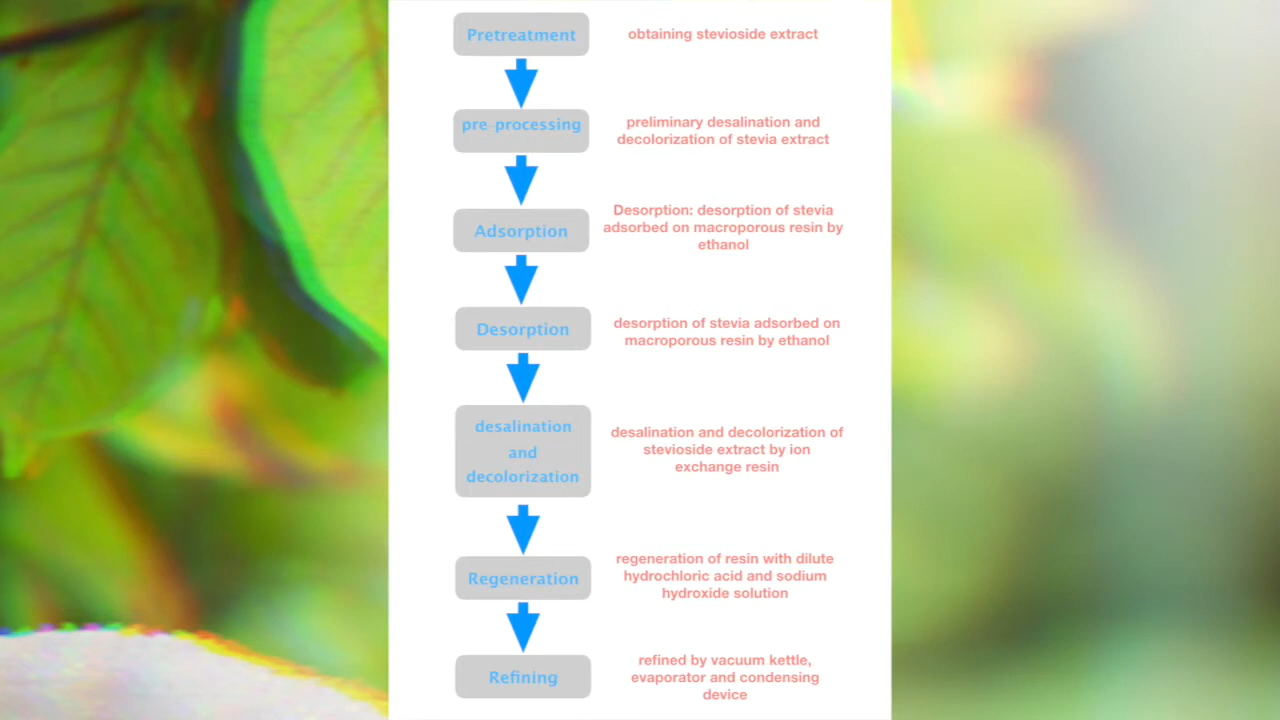 Pretreatment
obtaining stevioside extract
pre-processing
preliminary desalination and
decolorization of stevia extract
Adsorption
Desorption: desorption of stevia
adsorbed on macroporous resin by
ethanol
Desorption
desorption of stevia adsorbed on
macroporous resin by ethanol
desalination
and
decolorization
desalination and decolorization of
stevioside extract by ion
exchange resin
Regeneration
regeneration of resin with dilute
hydrochloric acid and sodium
hydroxide solution
Refining
refined by vacuum kettle,
evaporator and condensing
device